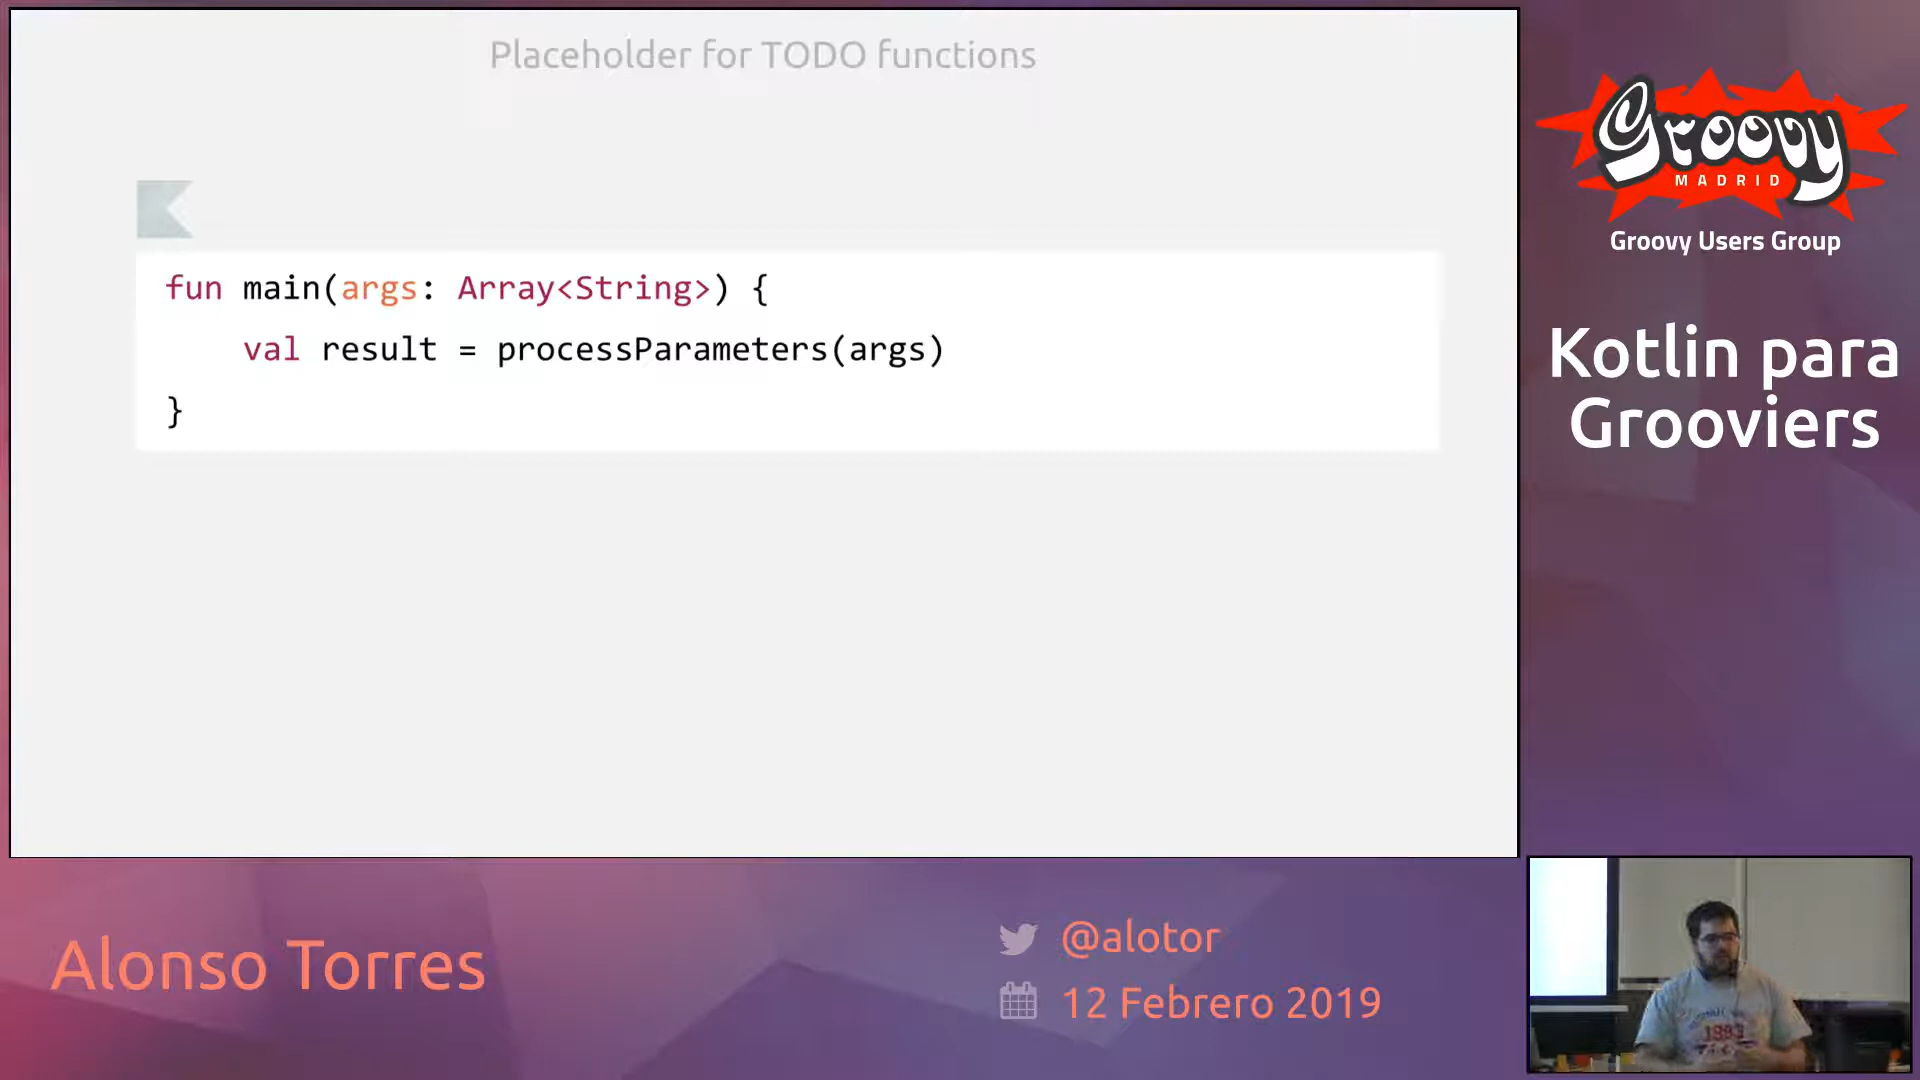 Placeholder for TODO functions
fun main(args: Array<String>) {
val result = processParameters(args)
}
Groovy
MADRID
Groovy Users Group
Kotlin para
Grooviers
Alonso Torres
@alotor
12 Febrero 2019
1993